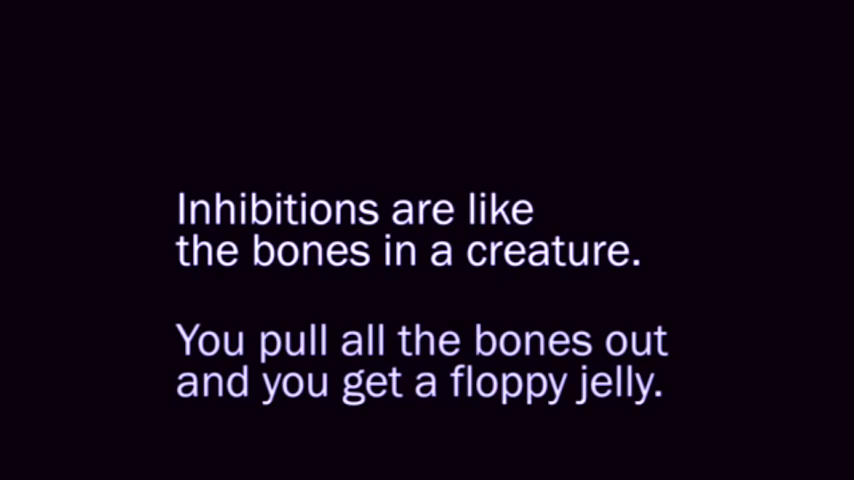 Inhibitions are like
the bones in a creature.
You pull all the bones out
and you get a floppy jelly.